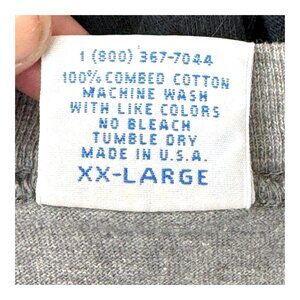 1 (800) 367-7044
100% COMBED COTTON
MACHINE WASH
WITH LIKE COLORS
NO BLEACH
TUMBLE DRY
MADE IN U.S.A.
XX-LARGE